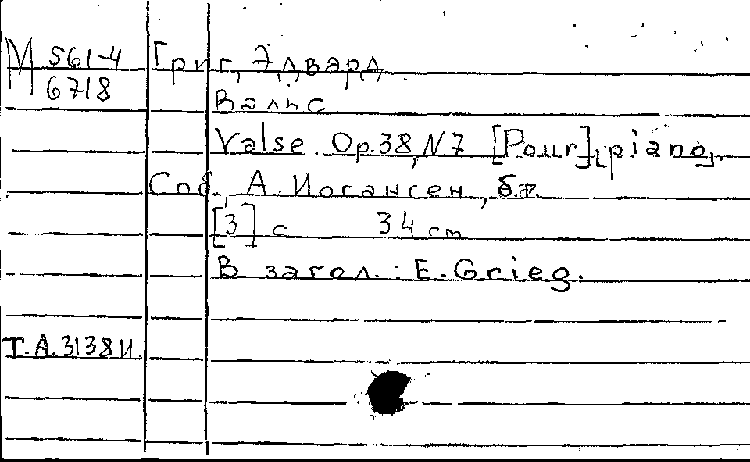 М 561-4
6718
Григ, Эдвард
Вальс
Valse. Op.38, N7 [Pour] piano.
Спб., А. Иогансен, б.г.
[3] с 34 cm
В загол.: E. Grieg.
Т.А.3138И.